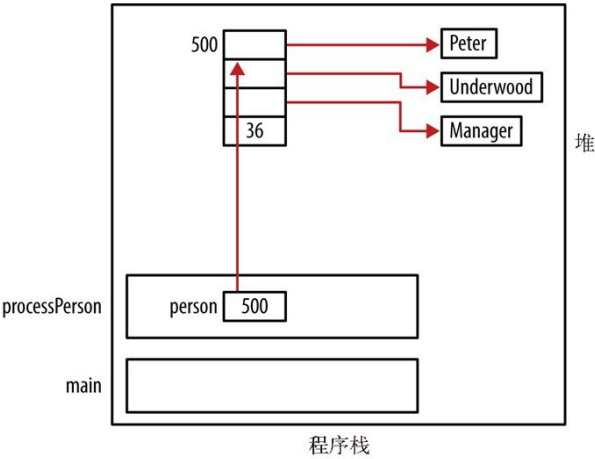 500
Peter
Underwood
Manager
36
堆
processPerson
person
500
main
程序栈